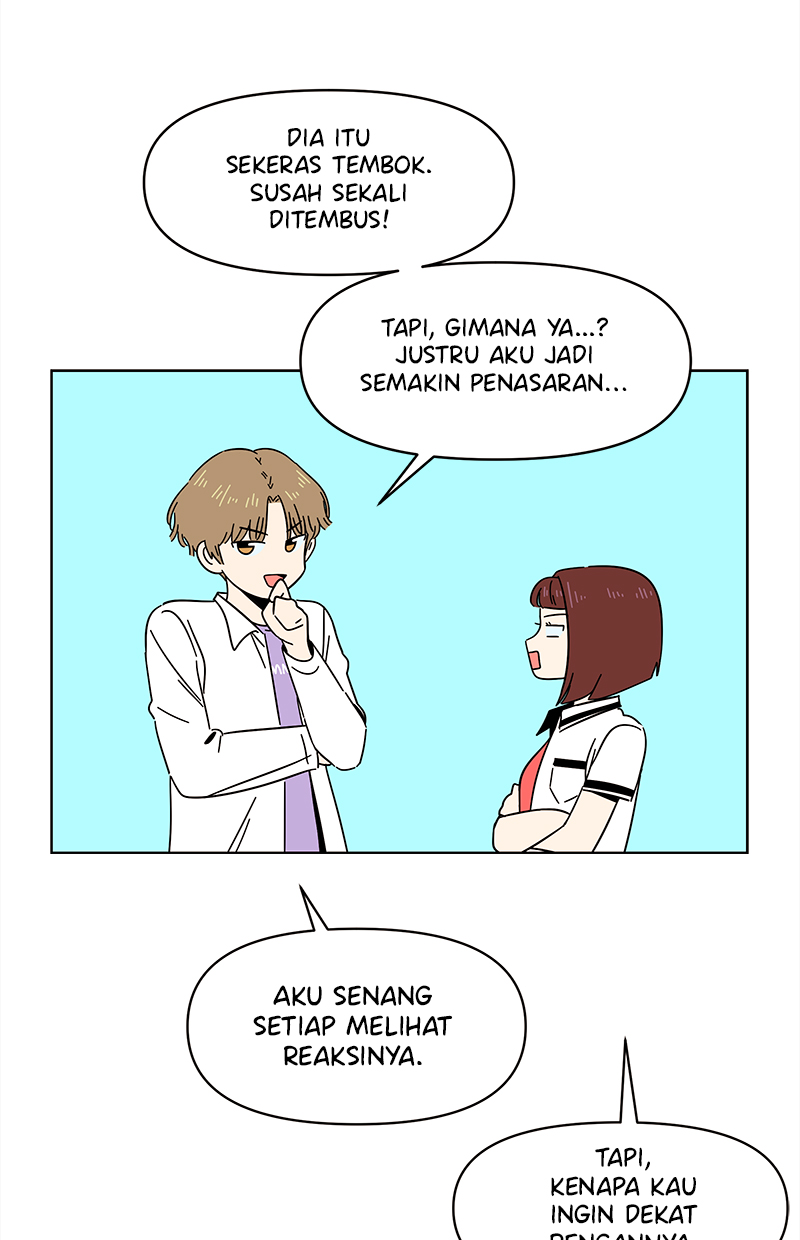 DIA ITU
SEKERAS TEMBOK.
SUSAH SEKALI
DITEMBUS!
TAPI, GIMANA YA...?
JUSTRU AKU JADI
SEMAKIN PENASARAN...
AKU SENANG
SETIAP MELIHAT
REAKSINYA.
TAPI,
KENAPA KAU
INGIN DEKAT